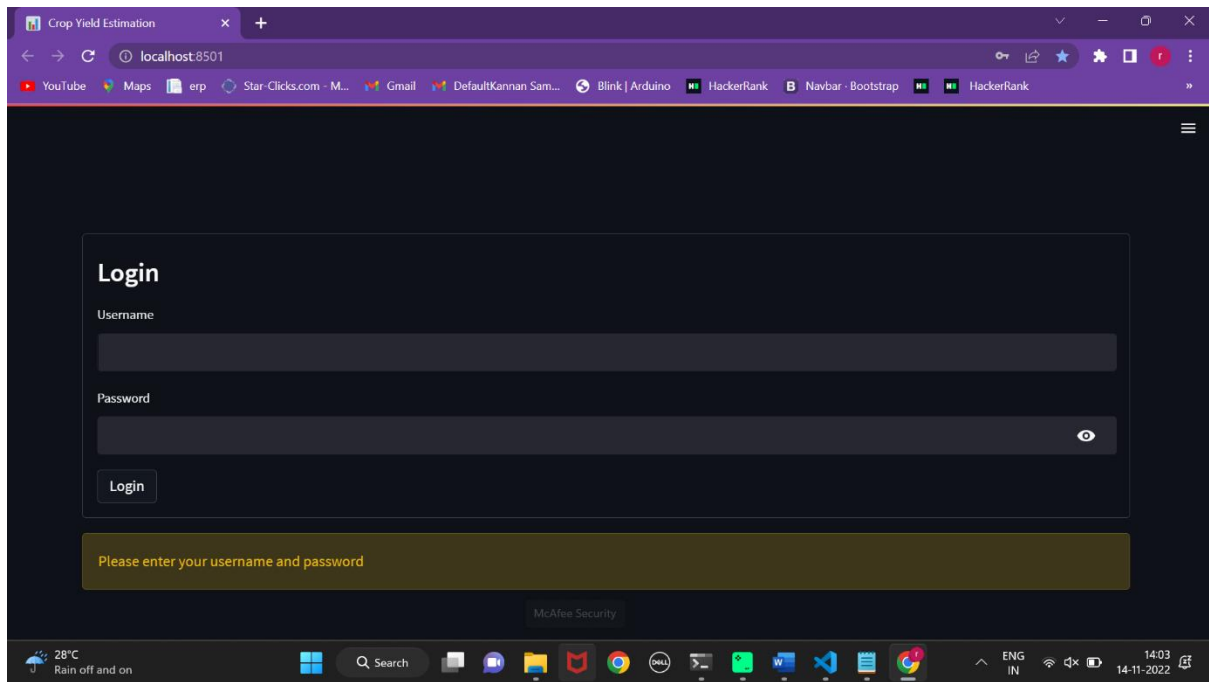 Crop Yield Estimation
localhost:8501
r
YouTube Maps erp Star-Clicks.com - M... Gmail DefaultKannan Sam... Blink | Arduino HackerRank B Navbar · Bootstrap HackerRank »
Login
Username
Password
Login
Please enter your username and password
McAfee Security
28°C
Rain off and on
Search
DELL
W
ENG
IN
14:03
14-11-2022